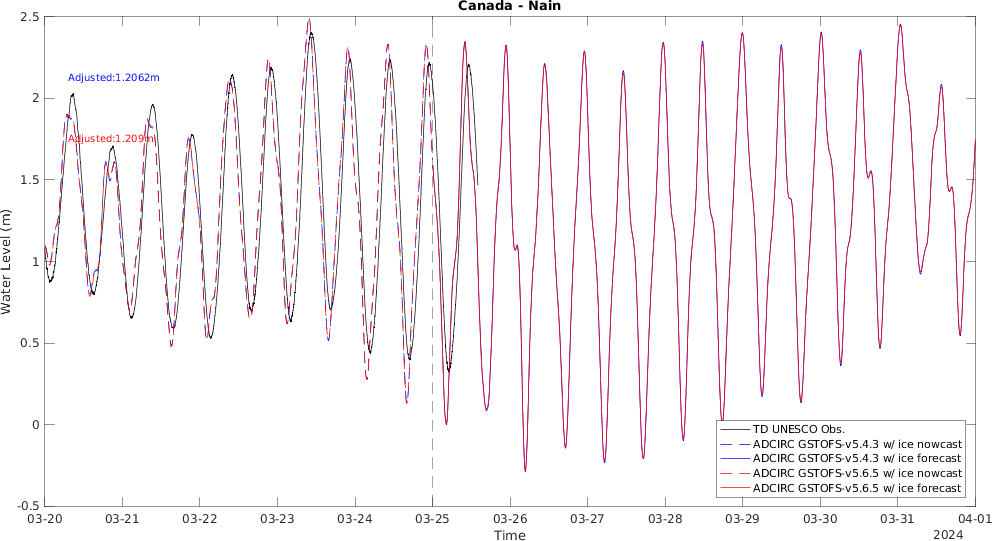 Canada - Nain
2.5
2
1.5
1
0.5
0
-0.5
Water Level (m)
Adjusted:1.2062m
Adjusted:1.209m
TD UNESCO Obs.
ADCIRC GSTOFS-v5.4.3 w/ ice nowcast
ADCIRC GSTOFS-v5.4.3 w/ ice forecast
ADCIRC GSTOFS-v5.6.5 w/ ice nowcast
ADCIRC GSTOFS-v5.6.5 w/ ice forecast
03-20 03-21 03-22 03-23 03-24 03-25 03-26 03-27 03-28 03-29 03-30 03-31 04-01
Time
2024